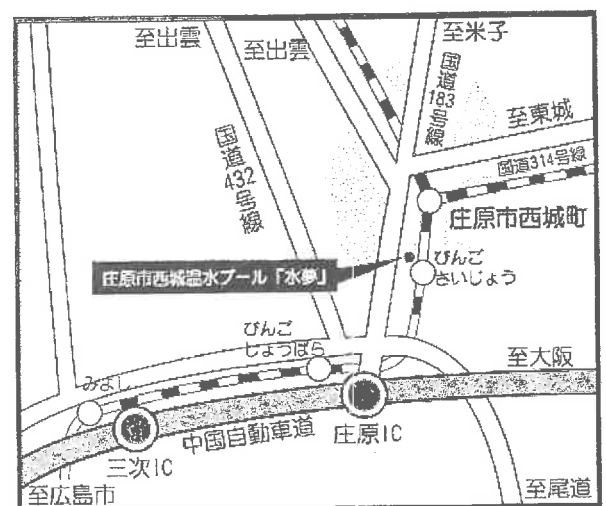 至出雲
至出雲
至米子
国道183号線
至東城
国道432号線
国道314号線
庄原市西城町
庄原市西城温水プール「水夢」
びんご
さいじょう
びんご
しょうばら
至大阪
みよし
中国自動車道
庄原IC
三次IC
至広島市
至尾道